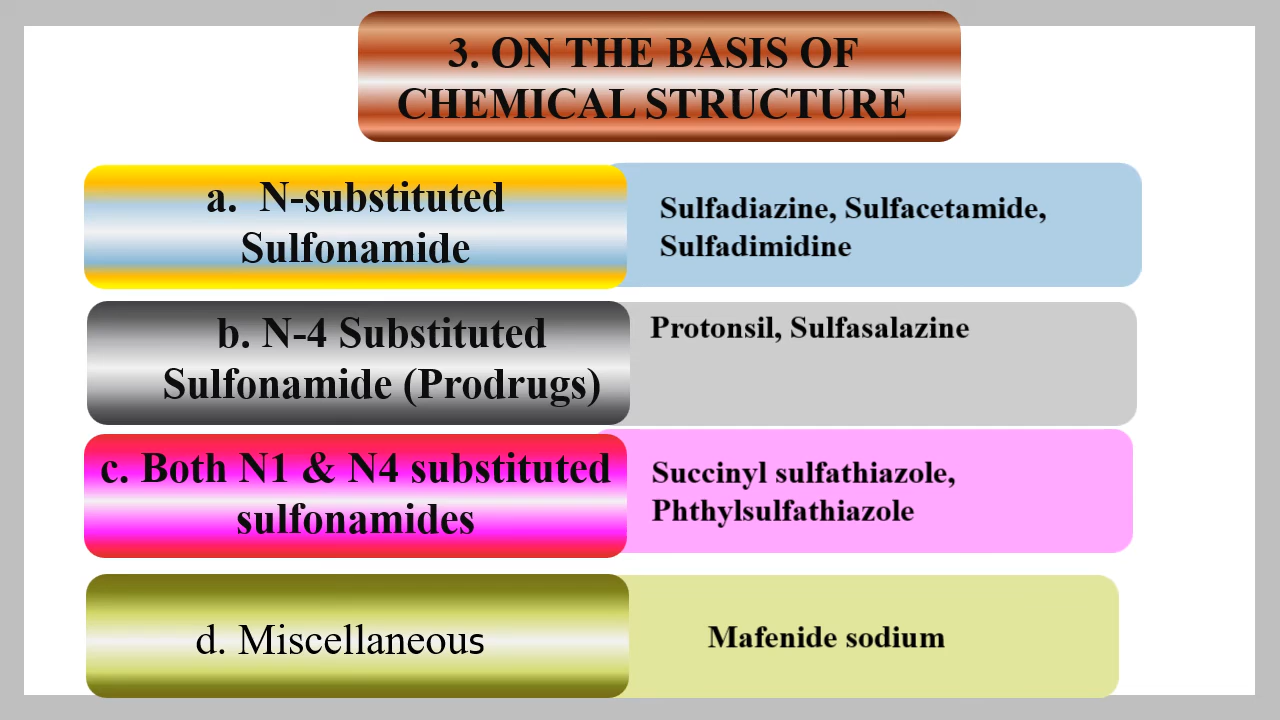 3. ON THE BASIS OF
CHEMICAL STRUCTURE
a. N-substituted
Sulfonamide
Sulfadiazine, Sulfacetamide,
Sulfadimidine
b. N-4 Substituted
Sulfonamide (Prodrugs)
Protonsil, Sulfasalazine
c. Both N1 & N4 substituted
sulfonamides
Succinyl sulfathiazole,
Phthylsulfathiazole
d. Miscellaneous
Mafenide sodium